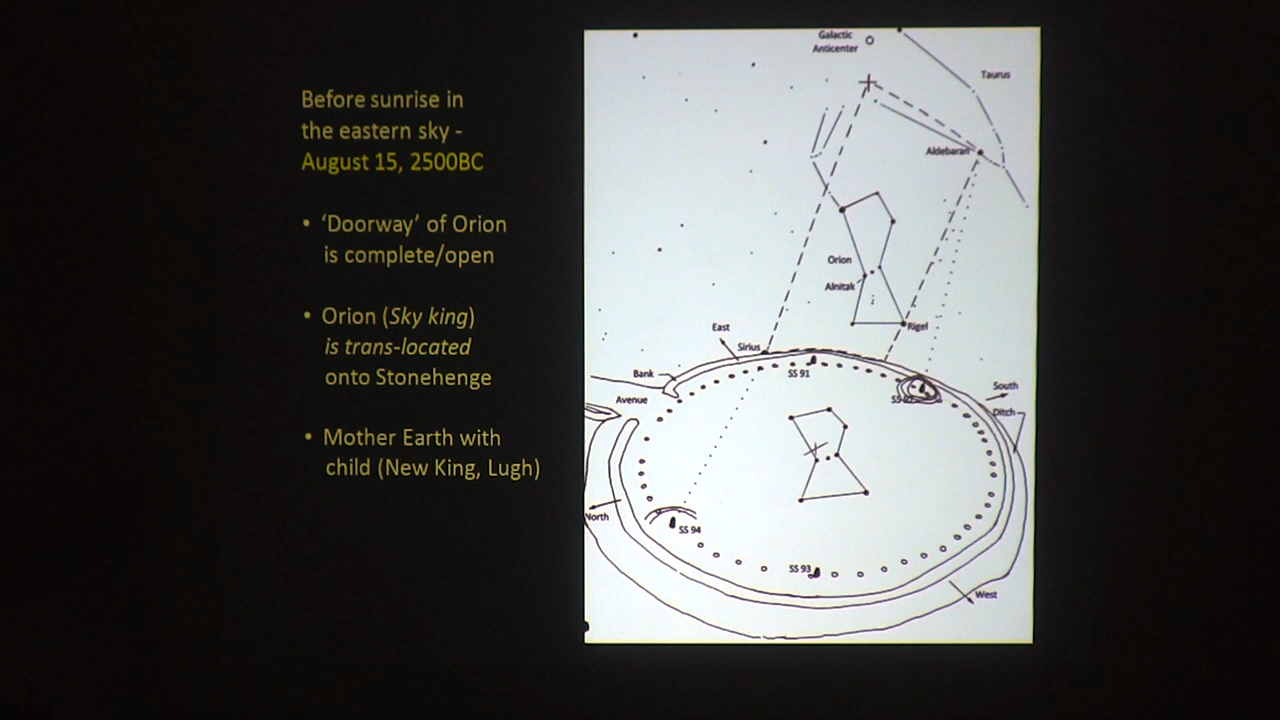 Before sunrise in
the eastern sky -
August 15, 2500BC
• 'Doorway' of Orion
is complete/open
• Orion (Sky king)
is trans-located
onto Stonehenge
• Mother Earth with
child (New King, Lugh)
Galactic
Anticenter
Taurus
Aldebaran
Orion
Alnitak
Rigel
East
Sirius
Bank
SS 91
South
Avenue
Ditch
North
SS 94
SS 93
West